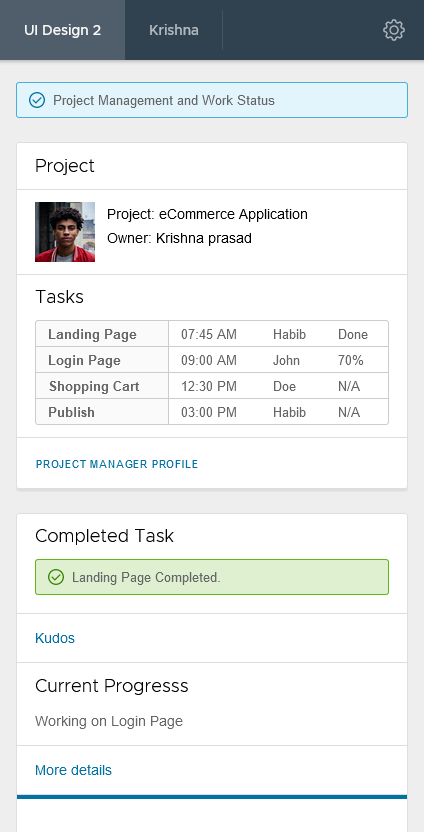 UI Design 2 Krishna
Project Management and Work Status
Project
Project: eCommerce Application
Owner: Krishna prasad
Tasks
Landing Page 07:45 AM Habib Done
Login Page 09:00 AM John 70%
Shopping Cart 12:30 PM Doe N/A
Publish 03:00 PM Habib N/A
PROJECT MANAGER PROFILE
Completed Task
Landing Page Completed.
Kudos
Current Progresss
Working on Login Page
More details